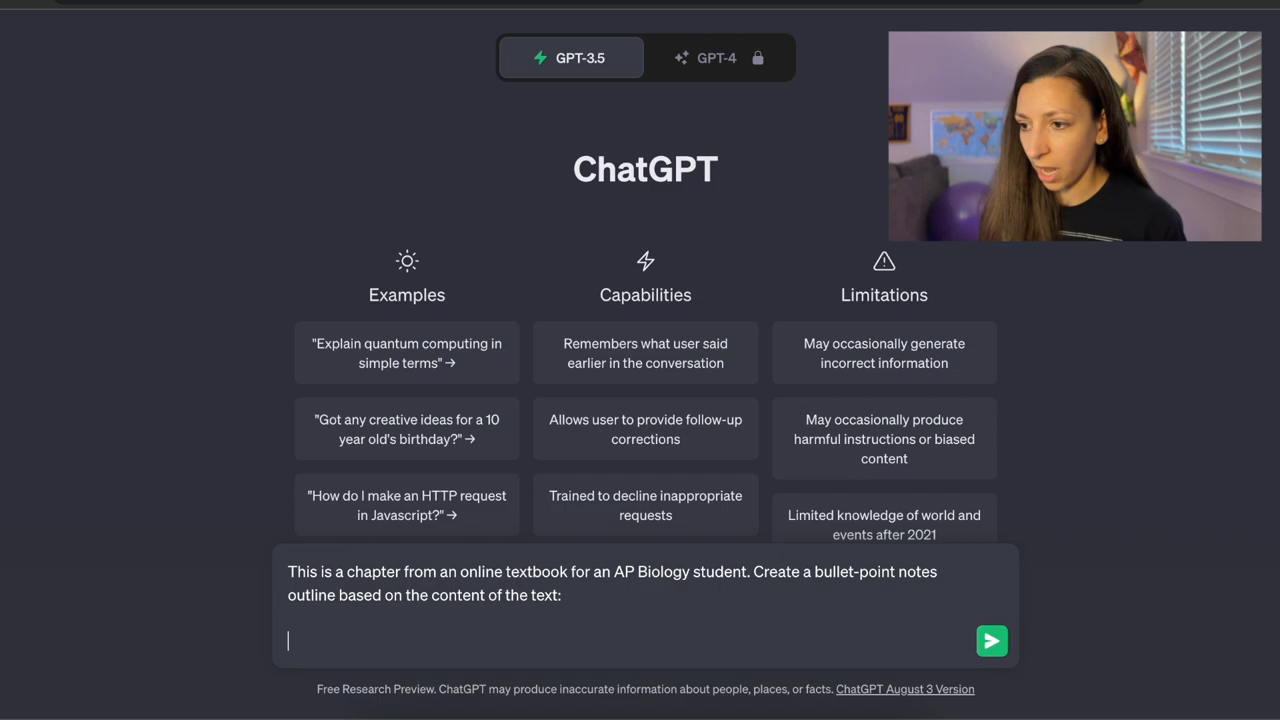 GPT-3.5
GPT-4
ChatGPT
Examples
Capabilities
Limitations
"Explain quantum computing in
simple terms" →
Remembers what user said
earlier in the conversation
May occasionally generate
incorrect information
"Got any creative ideas for a 10
year old's birthday?" →
Allows user to provide follow-up
corrections
May occasionally produce
harmful instructions or biased
content
"How do I make an HTTP request
in Javascript?" →
Trained to decline inappropriate
requests
Limited knowledge of world and
events after 2021
This is a chapter from an online textbook for an AP Biology student. Create a bullet-point notes
outline based on the content of the text:
Free Research Preview. ChatGPT may produce inaccurate information about people, places, or facts. ChatGPT August 3 Version